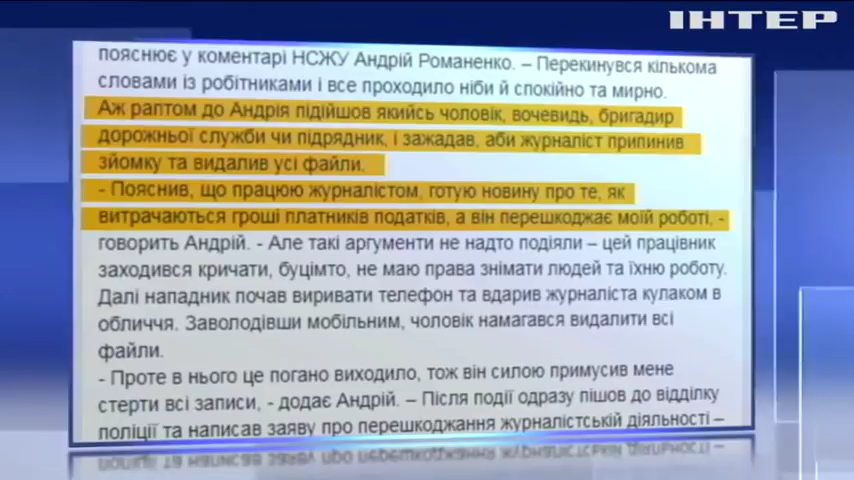 ІНТЕР
пояснює у коментарі НСЖУ Андрій Романенко. – Перекинувся кількома
словами із робітниками і все проходило ніби й спокійно та мирно.
Аж раптом до Андрія підійшов якийсь чоловік, вочевидь, бригадир
дорожньої служби чи підрядник, і зажадав, аби журналіст припинив
зйомку та видалив усі файли.
- Пояснив, що працюю журналістом, готую новину про те, як
витрачаються гроші платників податків, а він перешкоджає моїй роботі, -
говорить Андрій. - Але такі аргументи не надто подіяли – цей працівник
заходився кричати, буцімто, не маю права знімати людей та їхню роботу.
Далі нападник почав виривати телефон та вдарив журналіста кулаком в
обличчя. Заволодівши мобільним, чоловік намагався видалити всі
файли.
- Проте в нього це погано виходило, тож він силою примусив мене
стерти всі записи, - додає Андрій. – Після події одразу пішов до відділку
поліції та написав заяву про перешкоджання журналістській діяльності –